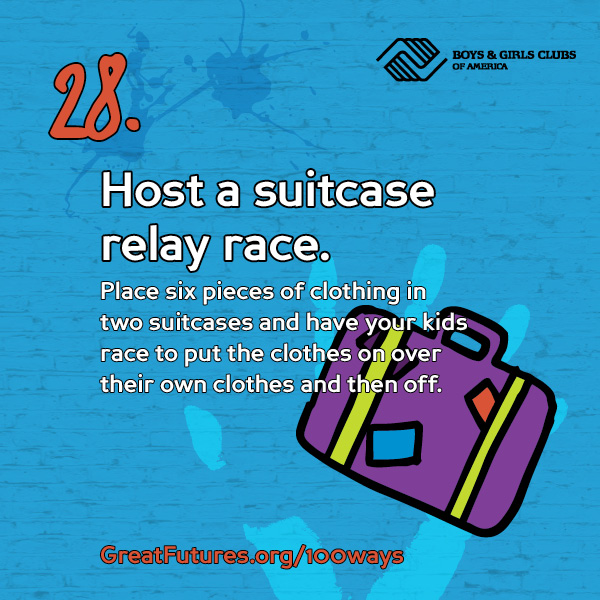 28.
BOYS & GIRLS CLUBS
OF AMERICA
Host a suitcase
relay race.
Place six pieces of clothing in
two suitcases and have your kids
race to put the clothes on over
their own clothes and then off.
GreatFutures.org/100ways